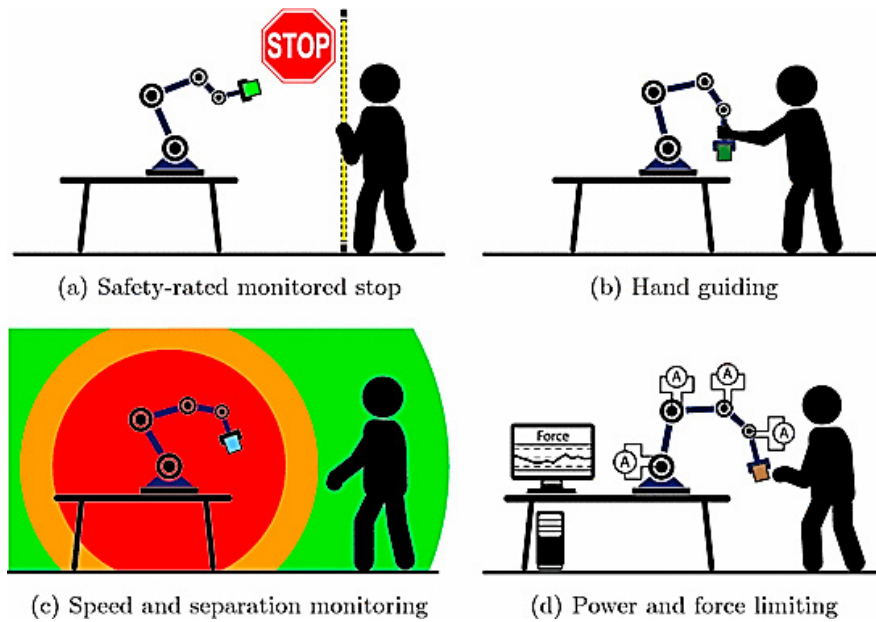 STOP
(a) Safety-rated monitored stop
(b) Hand guiding
A
A
Force
A
A
(c) Speed and separation monitoring
(d) Power and force limiting